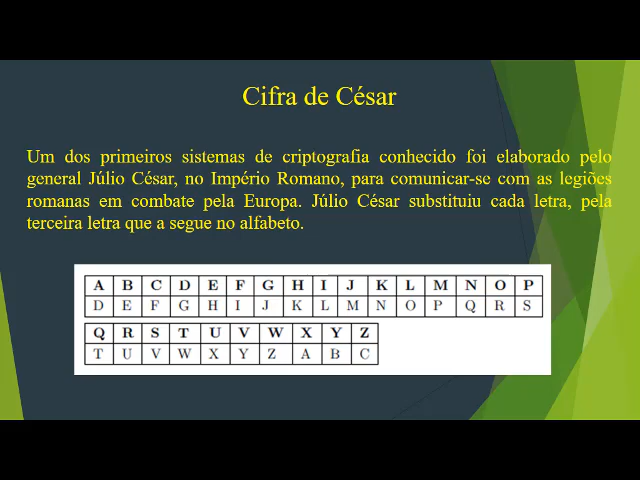 Cifra de César
Um dos primeiros sistemas de criptografia conhecido foi elaborado pelo
general Júlio César, no Império Romano, para comunicar-se com as legiões
romanas em combate pela Europa. Júlio César substituiu cada letra, pela
terceira letra que a segue no alfabeto.
A B C D E F G H I J K L M N O P
D E F G H I J K L M N O P Q R S
Q R S T U V W X Y Z
T U V W X Y Z A B C